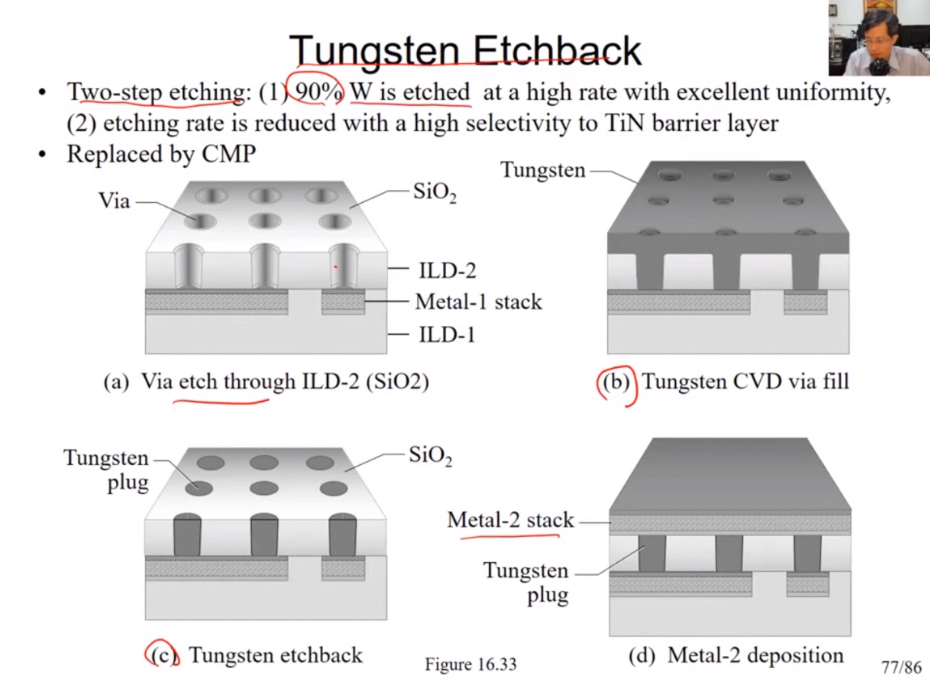 Tungsten Etchback
• Two-step etching: (1) 90% W is etched at a high rate with excellent uniformity,
(2) etching rate is reduced with a high selectivity to TiN barrier layer
• Replaced by CMP
Via
SiO2
ILD-2
Metal-1 stack
ILD-1
Tungsten
(a) Via etch through ILD-2 (SiO2)
(b) Tungsten CVD via fill
Tungsten
plug
SiO2
Metal-2 stack
Tungsten
plug
(c) Tungsten etchback
Figure 16.33
(d) Metal-2 deposition
77/86